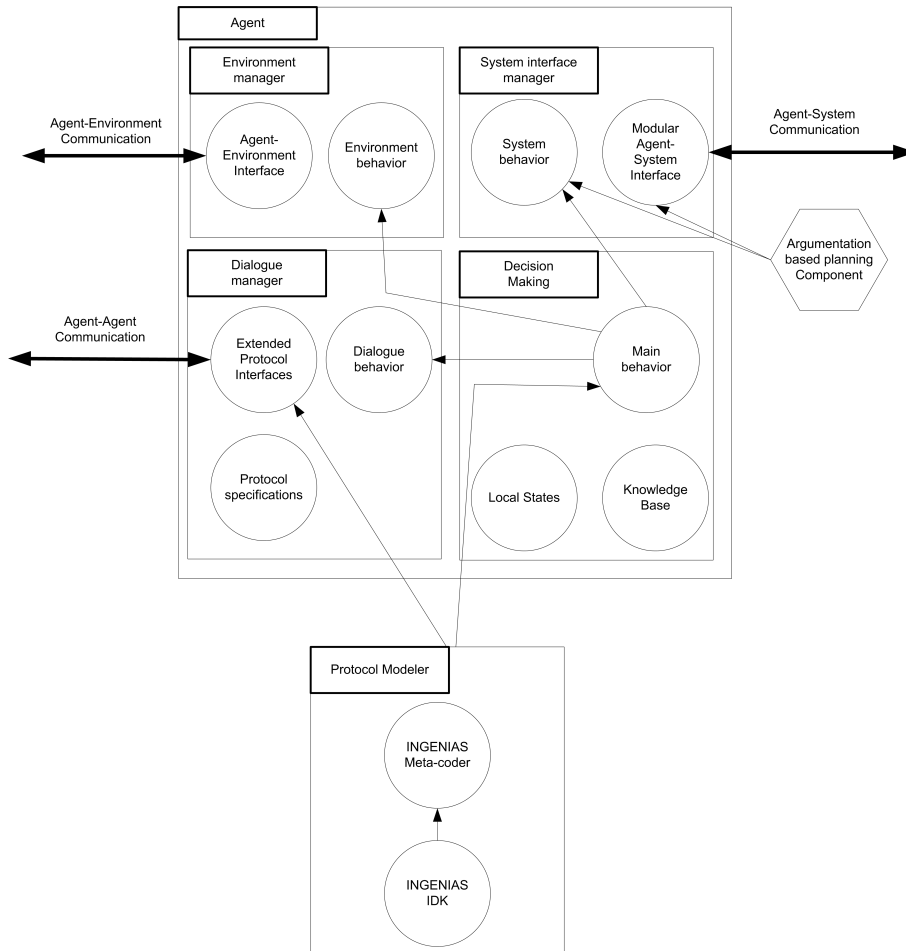 Agent
Environment
manager
System interface
manager
Agent-Environment
Communication
Agent-
Environment
Interface
Environment
behavior
System
behavior
Modular
Agent-
System
Interface
Agent-System
Communication
Argumentation
based planning
Component
Dialogue
manager
Decision
Making
Agent-Agent
Communication
Extended
Protocol
Interfaces
Dialogue
behavior
Main
behavior
Protocol
specifications
Local States
Knowledge
Base
Protocol Modeler
INGENIAS
Meta-coder
INGENIAS
IDK